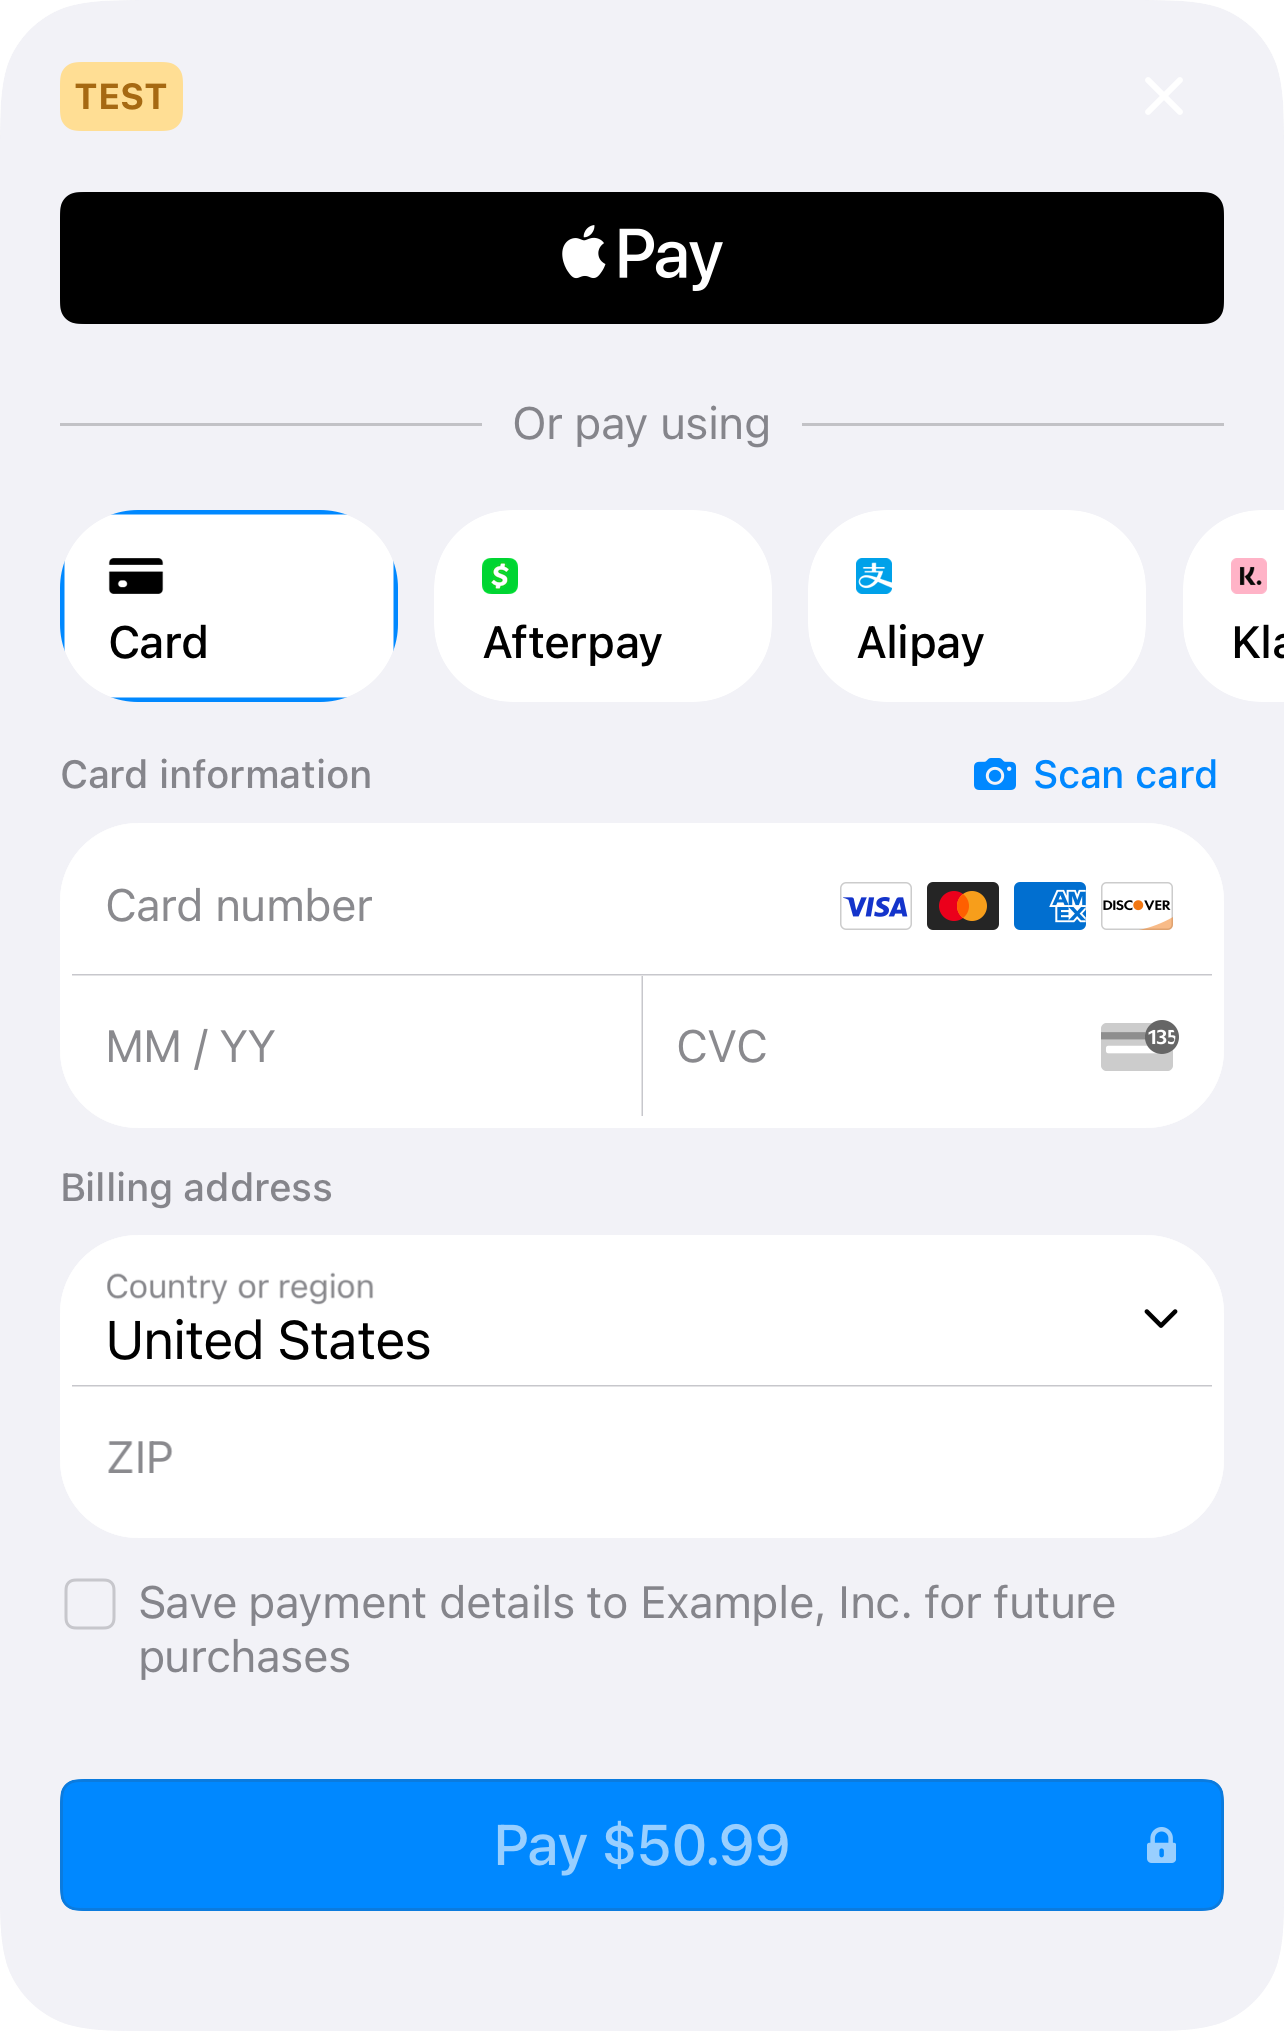 TEST
Pay
Or pay using
Card
Afterpay
Alipay
Kla
Card information
Scan card
Card number
VISA
AM
EX
DISCOVER
MM / YY
CVC
135
Billing address
Country or region
United States
ZIP
Save payment details to Example, Inc. for future
purchases
Pay $50.99